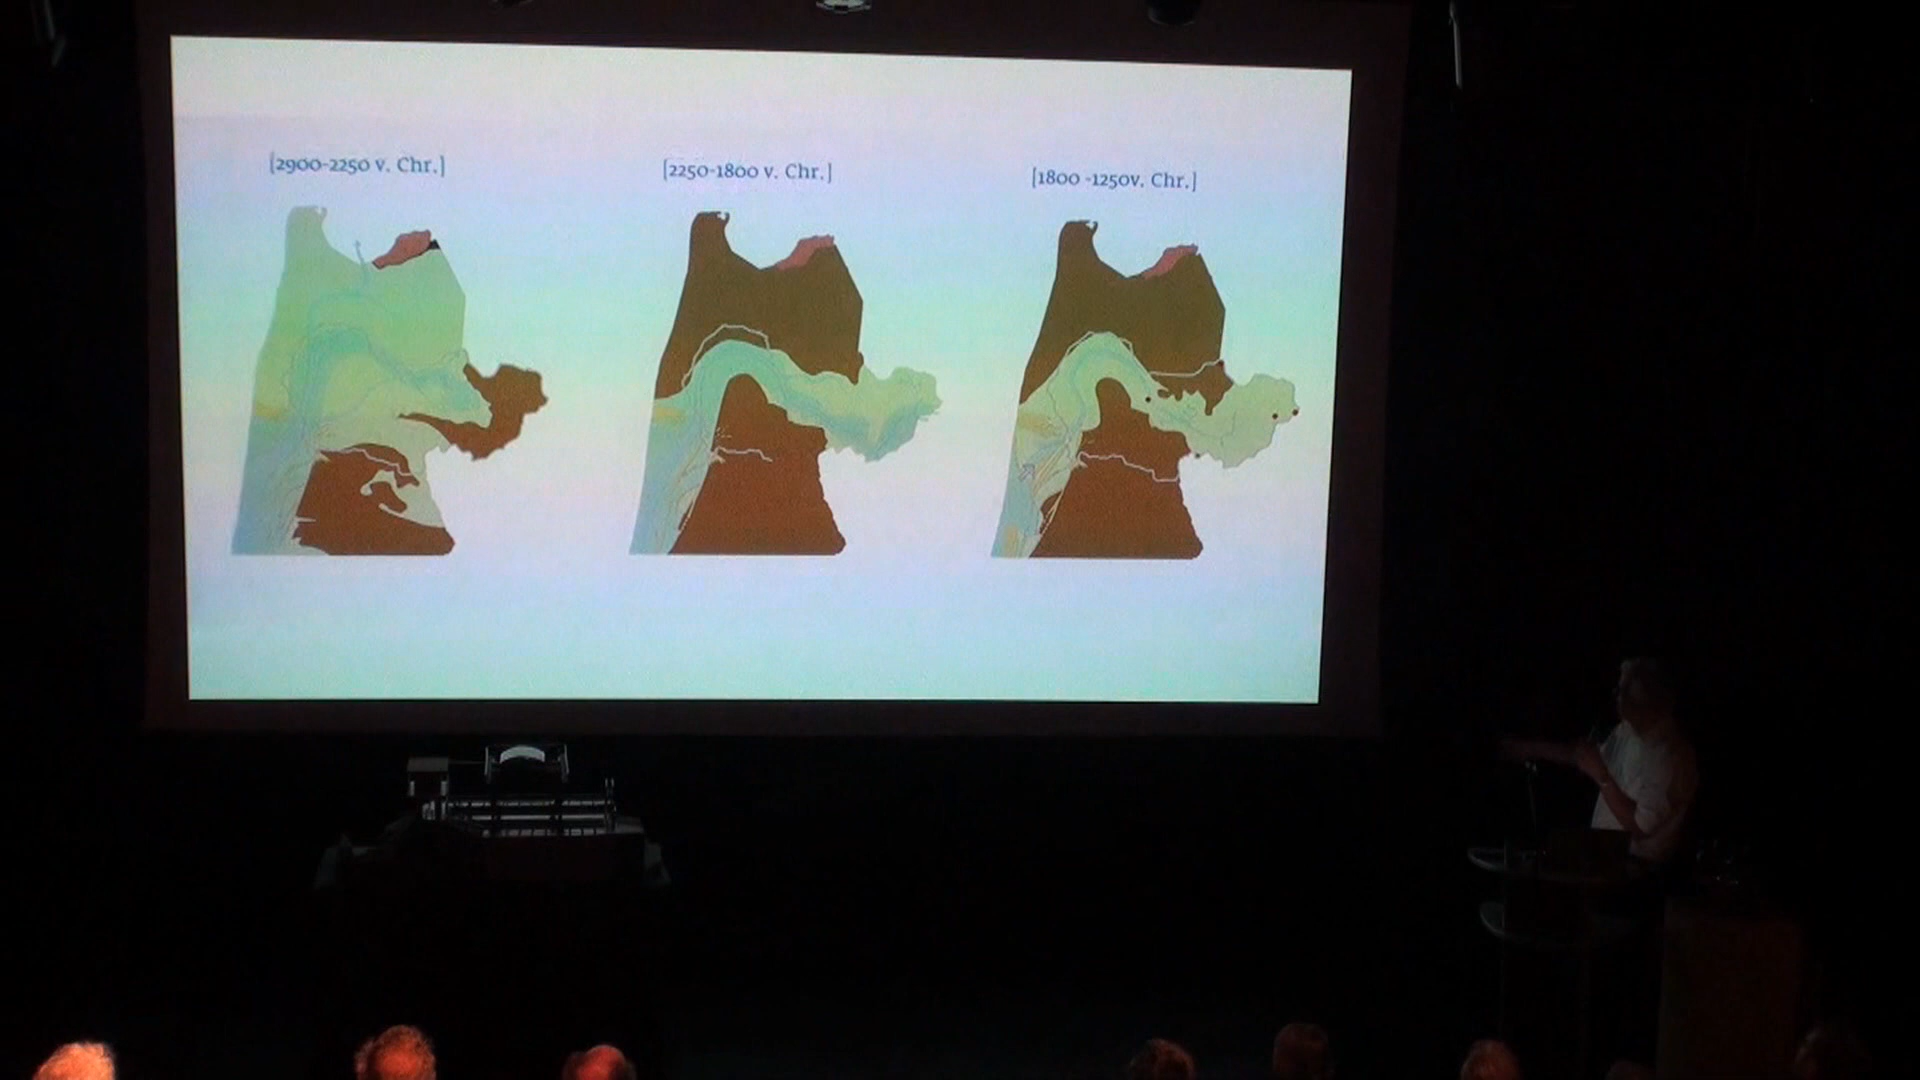 [2900-2250 v. Chr.]
[2250-1800 v. Chr.]
[1800 -1250v. Chr.]